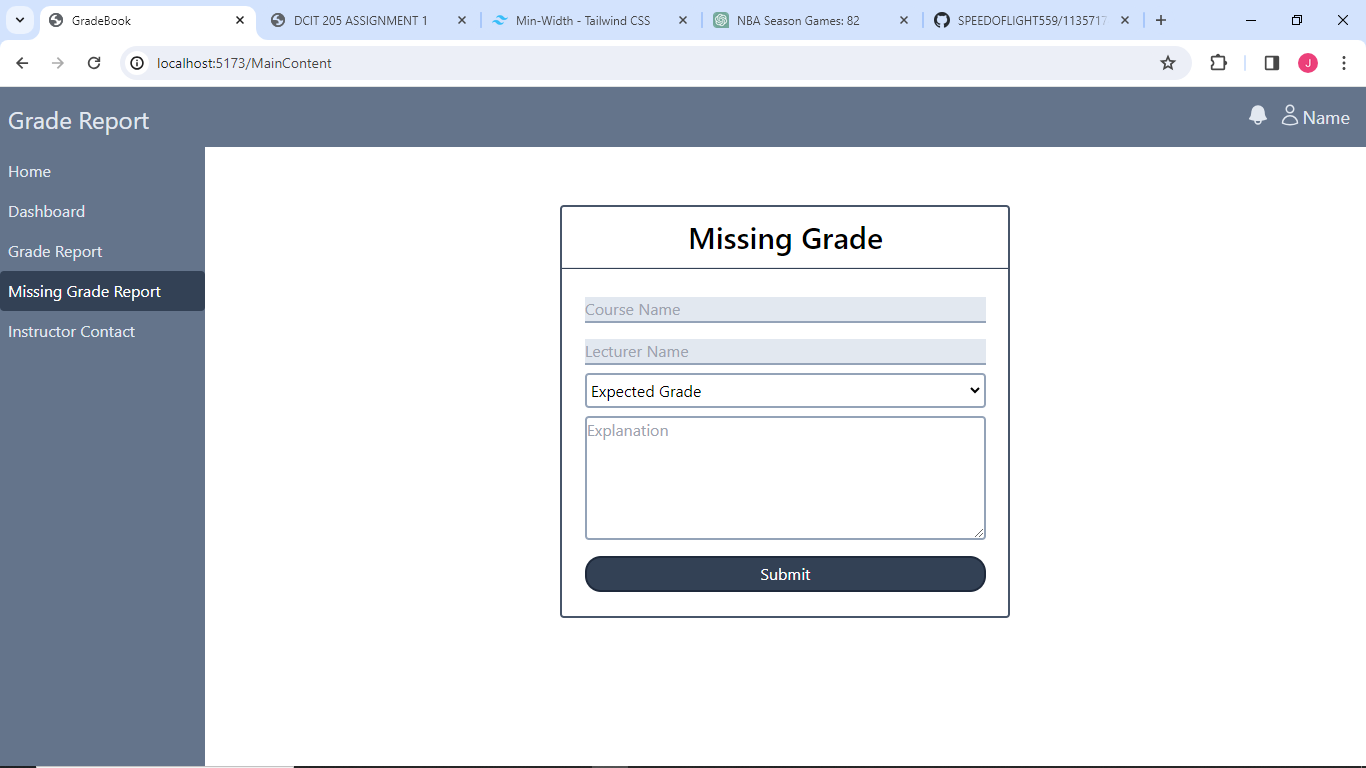 GradeBook
DCIT 205 ASSIGNMENT 1
Min-Width - Tailwind CSS
NBA Season Games: 82
SPEEDOFLIGHT559/1135717
localhost:5173/MainContent
J
Grade Report
Name
Home
Dashboard
Grade Report
Missing Grade Report
Instructor Contact
Missing Grade
Course Name
Lecturer Name
Expected Grade
Explanation
Submit